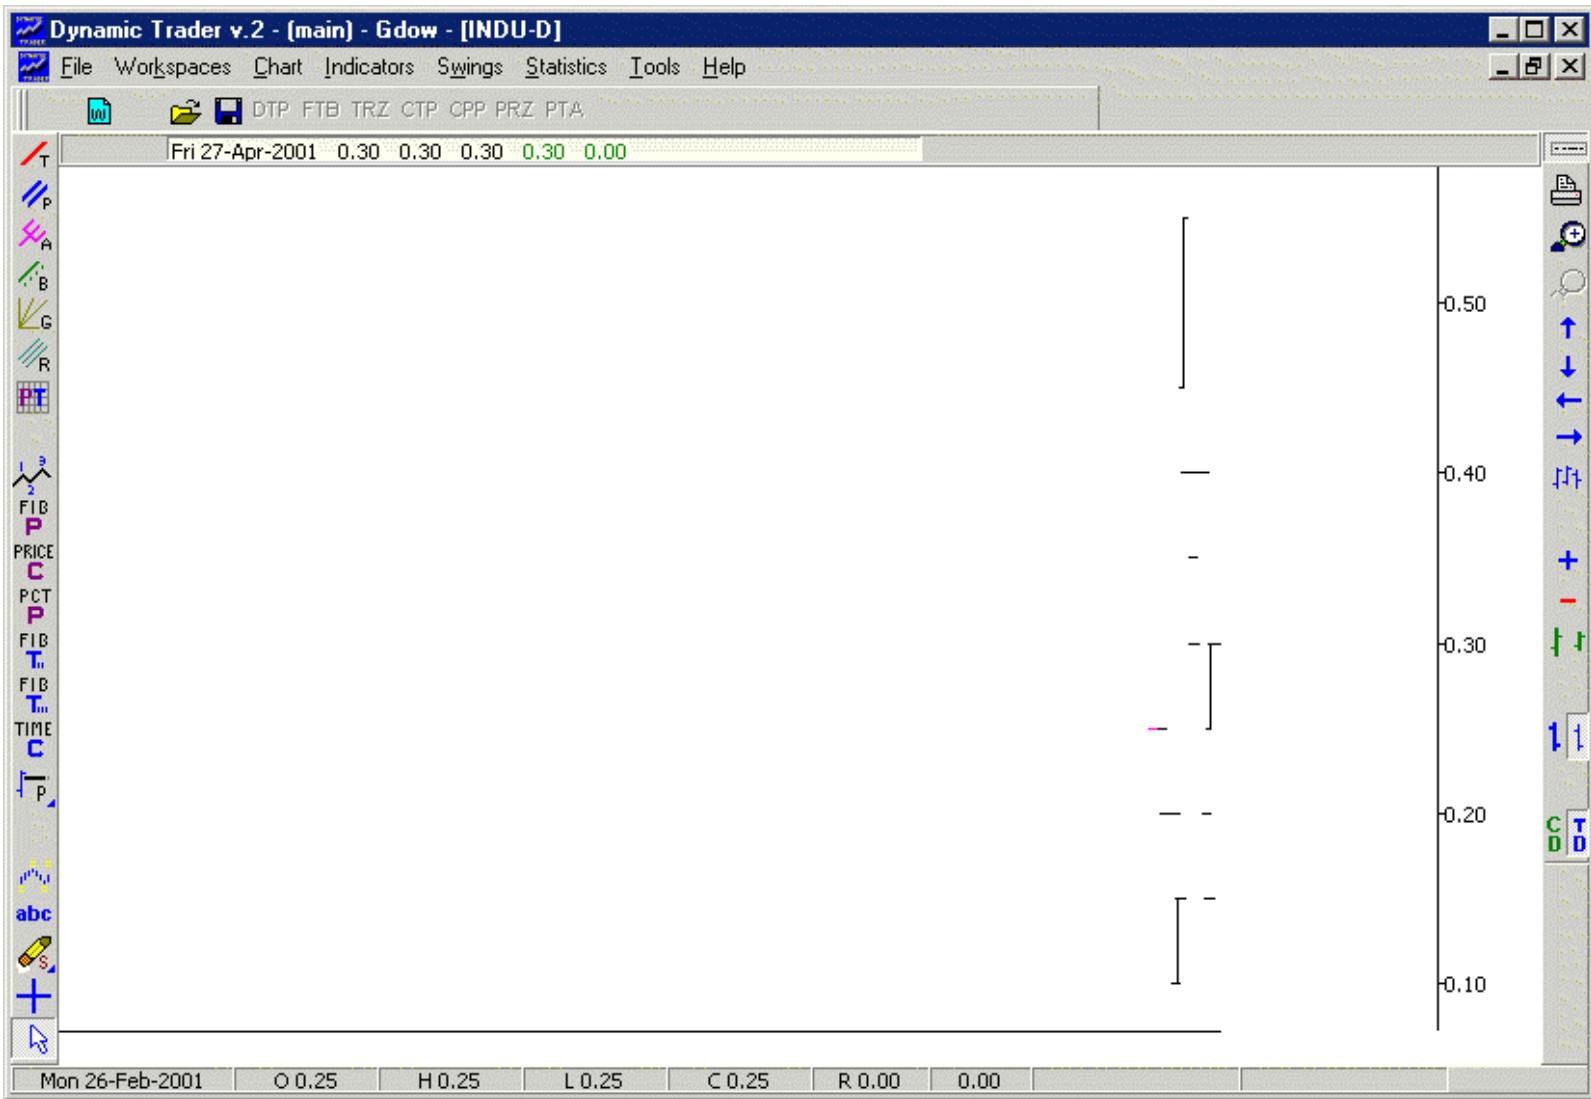 Dynamic Trader v.2 - (main) - Gdow - [INDU-D]
File Workspaces Chart Indicators Swings Statistics Tools Help
W DTP FTB TRZ CTP CPP PRZ PTA
Fri 27-Apr-2001 0.30 0.30 0.30 0.30 0.00
T
P
A
B
G
R
PT
1 3
2
FIB
P
PRICE
C
PCT
P
FIB
T
FIB
T
TIME
C
P
abc
S
0.50
0.40
0.30
0.20
0.10
C T
D D
Mon 26-Feb-2001 O 0.25 H 0.25 L 0.25 C 0.25 R 0.00 0.00